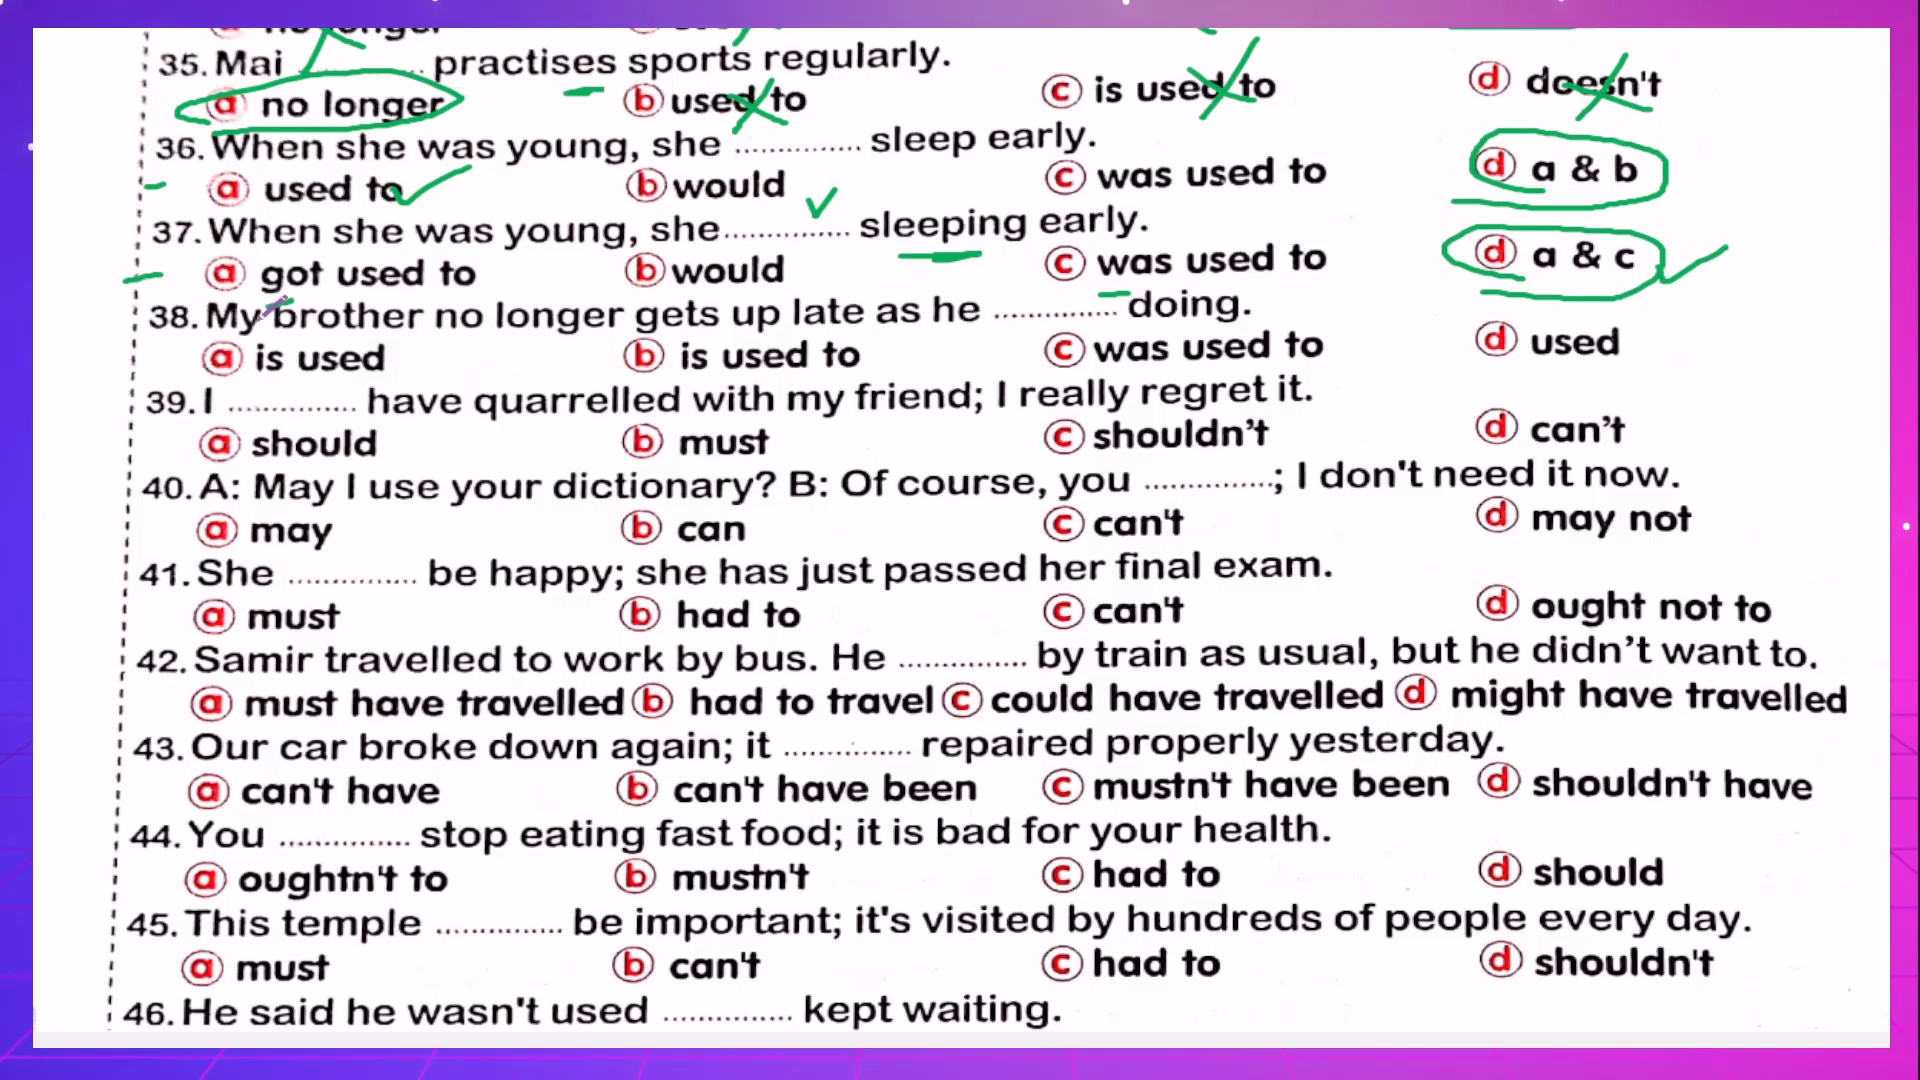 35. Mai .............. practises sports regularly.
a no longer b used to c is used to d doesn't
36. When she was young, she .............. sleep early.
a used to b would c was used to d a & b
37. When she was young, she .............. sleeping early.
a got used to b would c was used to d a & c
38. My brother no longer gets up late as he .............. doing.
a is used b is used to c was used to d used
39. I .............. have quarrelled with my friend; I really regret it.
a should b must c shouldn't d can't
40. A: May I use your dictionary? B: Of course, you ..............; I don't need it now.
a may b can c can't d may not
41. She .............. be happy; she has just passed her final exam.
a must b had to c can't d ought not to
42. Samir travelled to work by bus. He .............. by train as usual, but he didn't want to.
a must have travelled b had to travel c could have travelled d might have travelled
43. Our car broke down again; it .............. repaired properly yesterday.
a can't have b can't have been c mustn't have been d shouldn't have
44. You .............. stop eating fast food; it is bad for your health.
a oughtn't to b mustn't c had to d should
45. This temple .............. be important; it's visited by hundreds of people every day.
a must b can't c had to d shouldn't
46. He said he wasn't used .............. kept waiting.